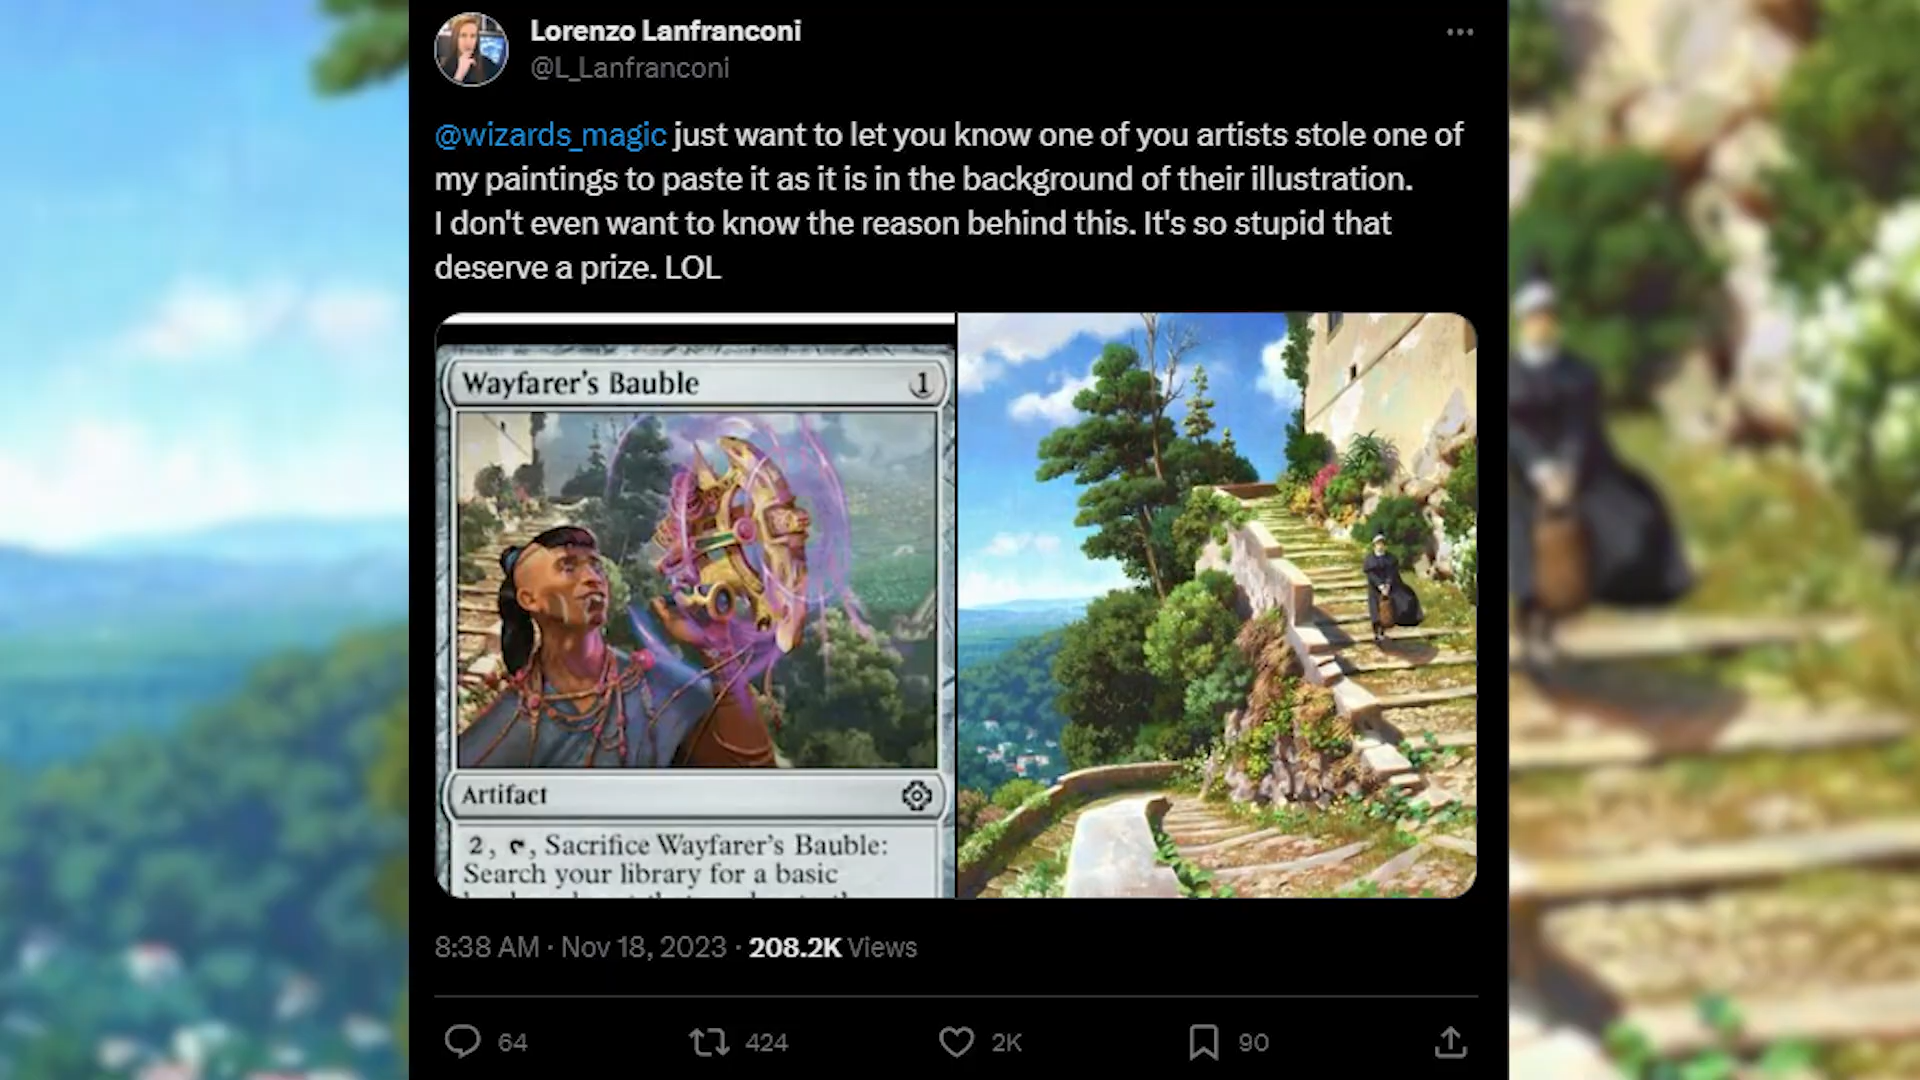 Lorenzo Lanfranconi
@L_Lanfranconi
@wizards_magic just want to let you know one of you artists stole one of
my paintings to paste it as it is in the background of their illustration.
I don't even want to know the reason behind this. It's so stupid that
deserve a prize. LOL
Wayfarer's Bauble 1
Artifact
2, , Sacrifice Wayfarer's Bauble:
Search your library for a basic
8:38 AM · Nov 18, 2023 · 208.2K Views
64 424 2K 90